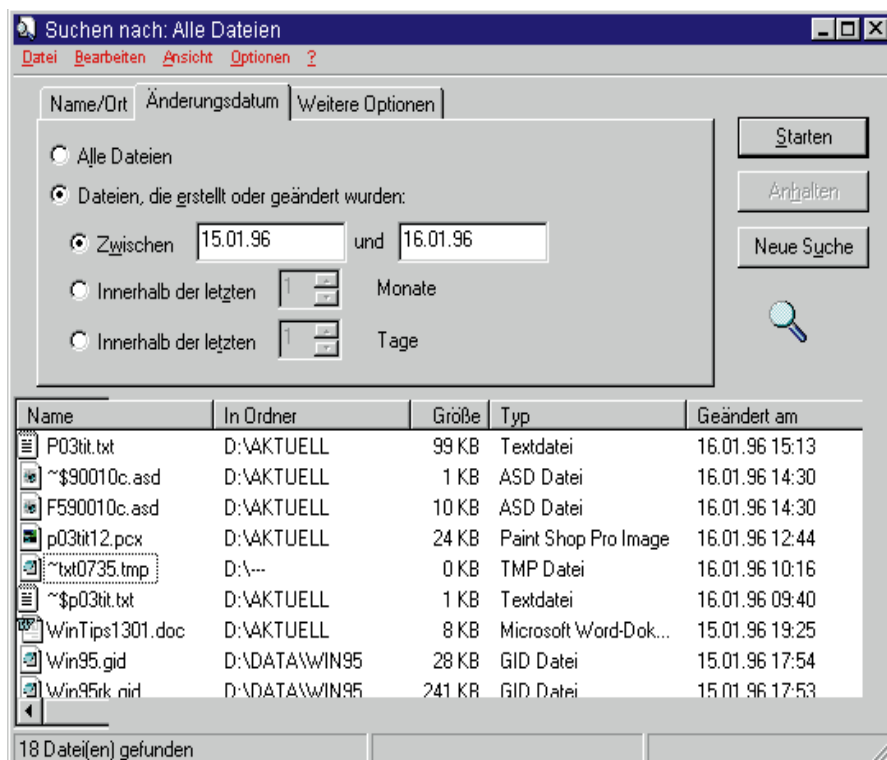 Suchen nach: Alle Dateien
Datei Bearbeiten Ansicht Optionen ?
Name/Ort Änderungsdatum Weitere Optionen
Starten
Alle Dateien
Anhalten
Dateien, die erstellt oder geändert wurden:
Zwischen 15.01.96 und 16.01.96
Neue Suche
Innerhalb der letzten 1 Monate
Innerhalb der letzten 1 Tage
Name In Ordner Größe Typ Geändert am
P03tit.txt D:\AKTUELL 99 KB Textdatei 16.01.96 15:13
~$90010c.asd D:\AKTUELL 1 KB ASD Datei 16.01.96 14:30
F590010c.asd D:\AKTUELL 10 KB ASD Datei 16.01.96 14:30
p03tit12.pcx D:\AKTUELL 24 KB Paint Shop Pro Image 16.01.96 12:44
~txt0735.tmp D:\--- 0 KB TMP Datei 16.01.96 10:16
~$p03tit.txt D:\AKTUELL 1 KB Textdatei 16.01.96 09:40
WinTips1301.doc D:\AKTUELL 8 KB Microsoft Word-Dok... 15.01.96 19:25
Win95.gid D:\DATA\WIN95 28 KB GID Datei 15.01.96 17:54
Win95rk.gid D:\DATA\WIN95 241 KB GID Datei 15.01.96 17:53
18 Datei(en) gefunden